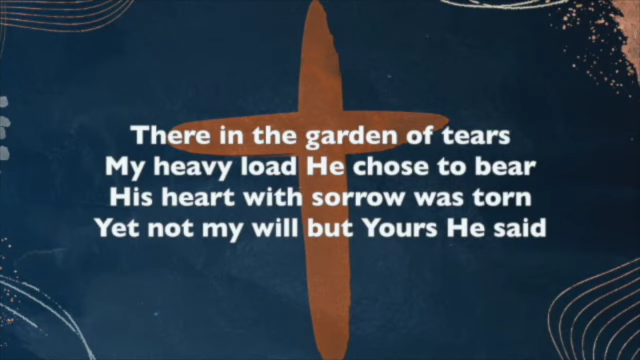 There in the garden of tears
My heavy load He chose to bear
His heart with sorrow was torn
Yet not my will but Yours He said